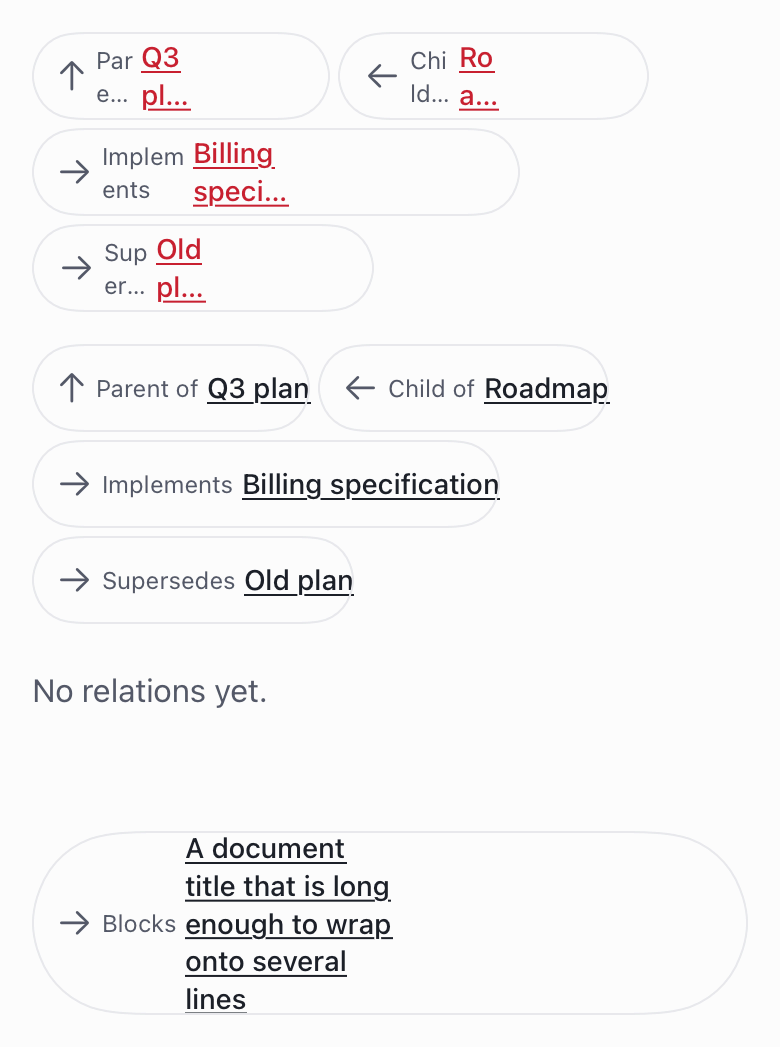 ↑ Par
e... Q3
pl...
← Chi
ld... Ro
a...
→ Implem
ents Billing
speci...
→ Sup
er... Old
pl...
↑ Parent of Q3 plan
← Child of Roadmap
→ Implements Billing specification
→ Supersedes Old plan
No relations yet.
→ Blocks A document
title that is long
enough to wrap
onto several
lines